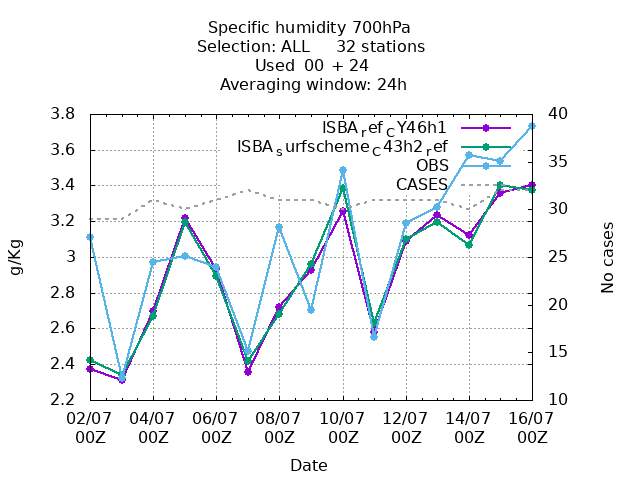 Specific humidity 700hPa
Selection: ALL 32 stations
Used 00 + 24
Averaging window: 24h
ISBArefCY46h1
ISBAsurfschemeC43h2ref
OBS
CASES
3.8
3.6
3.4
3.2
3
2.8
2.6
2.4
2.2
g/Kg
40
35
30
25
20
15
10
No cases
02/07 04/07 06/07 08/07 10/07 12/07 14/07 16/07
00Z 00Z 00Z 00Z 00Z 00Z 00Z 00Z
Date